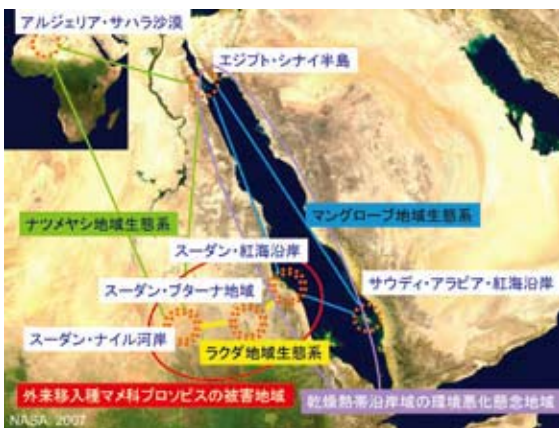 アルジェリア・サハラ沙漠
エジプト・シナイ半島
ナツメヤシ地域生態系
マングローブ地域生態系
スーダン・紅海沿岸
スーダン・ブターナ地域
サウディ・アラビア・紅海沿岸
スーダン・ナイル河岸
ラクダ地域生態系
外来移入種マメ科プロソピスの被害地域
乾燥熱帯沿岸域の環境悪化懸念地域
NASA, 2007